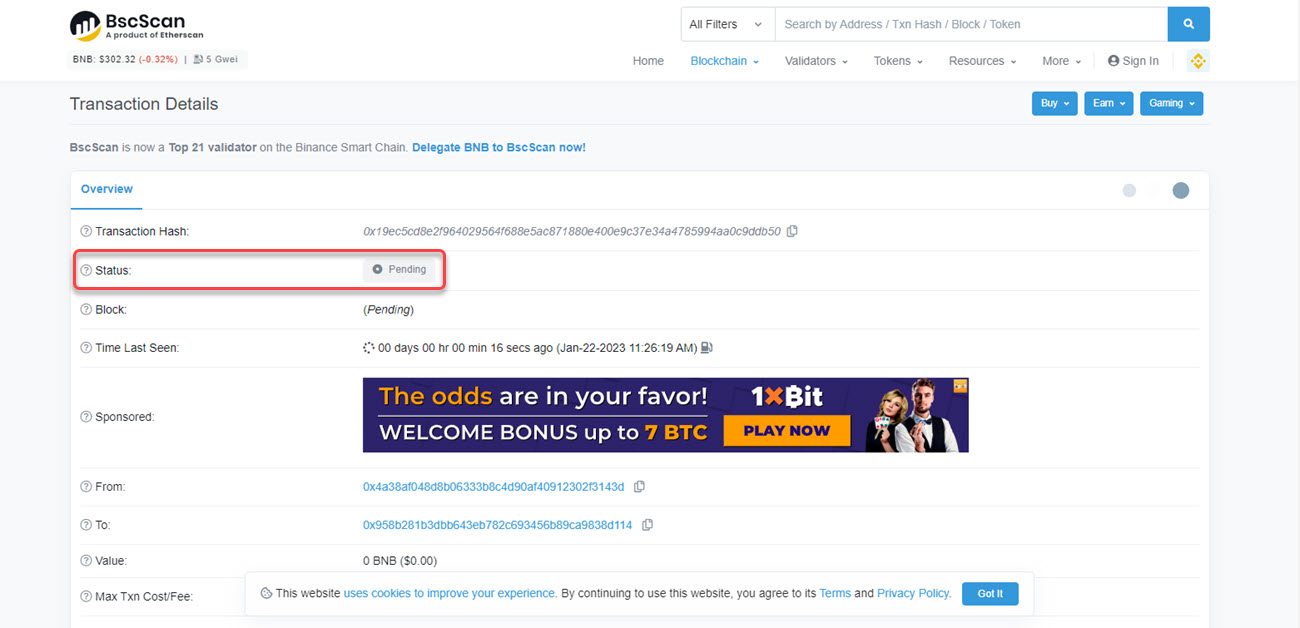 BscScan
A product of Etherscan
All Filters
Search by Address / Txn Hash / Block / Token
BNB: $302.32 (-0.32%) | 5 Gwei
Home Blockchain Validators Tokens Resources More Sign In
Transaction Details
Buy Earn Gaming
BscScan is now a Top 21 validator on the Binance Smart Chain. Delegate BNB to BscScan now!
Overview
Transaction Hash: 0x19ec5cd8e2f964029564f688e5ac871880e400e9c37e34a4785994aa0c9ddb50
Status: Pending
Block: (Pending)
Time Last Seen: 00 days 00 hr 00 min 16 secs ago (Jan-22-2023 11:26:19 AM)
Sponsored:
The odds are in your favor!
WELCOME BONUS up to 7 BTC
1XBit
PLAY NOW
From: 0x4a38af048d8b06333b8c4d90af40912302f3143d
To: 0x958b281b3dbb643eb782c693456b89ca9838d114
Value: 0 BNB ($0.00)
Max Txn Cost/Fee:
This website uses cookies to improve your experience. By continuing to use this website, you agree to its Terms and Privacy Policy. Got It